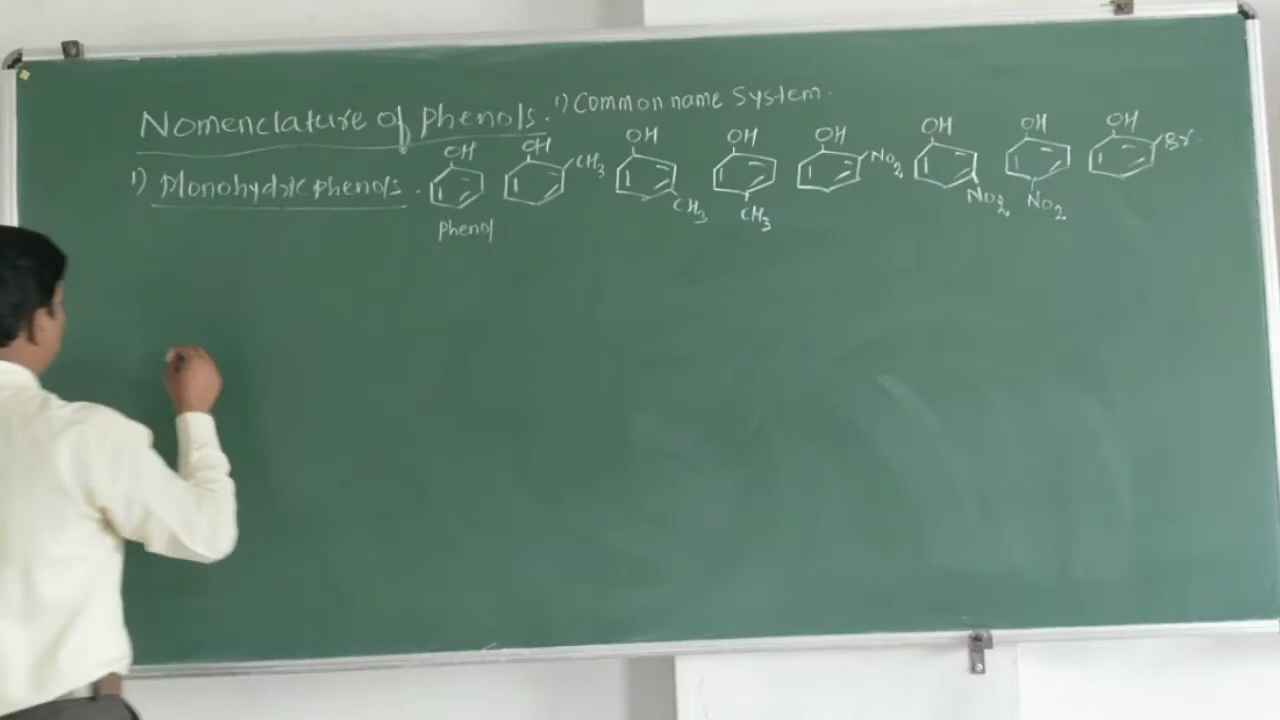 Nomenclature of phenols. 1) Common name System.
1) Monohydric phenols.
OH OH OH OH OH OH OH OH
CH3 CH3 CH3 NO2 NO2 NO2 Br
Phenol